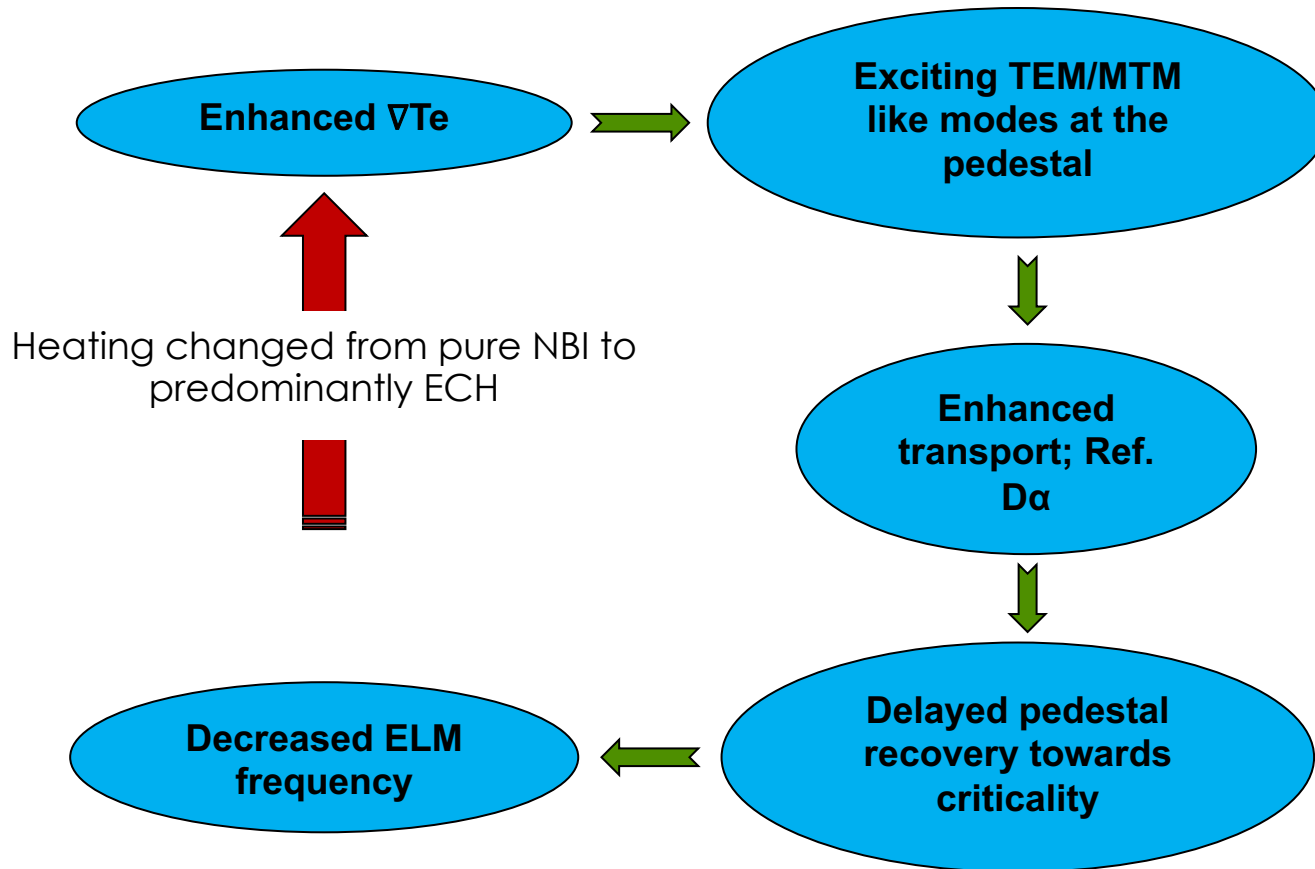 Enhanced ∇Te
Exciting TEM/MTM
like modes at the
pedestal
Heating changed from pure NBI to
predominantly ECH
Enhanced
transport; Ref.
Dα
Delayed pedestal
recovery towards
criticality
Decreased ELM
frequency